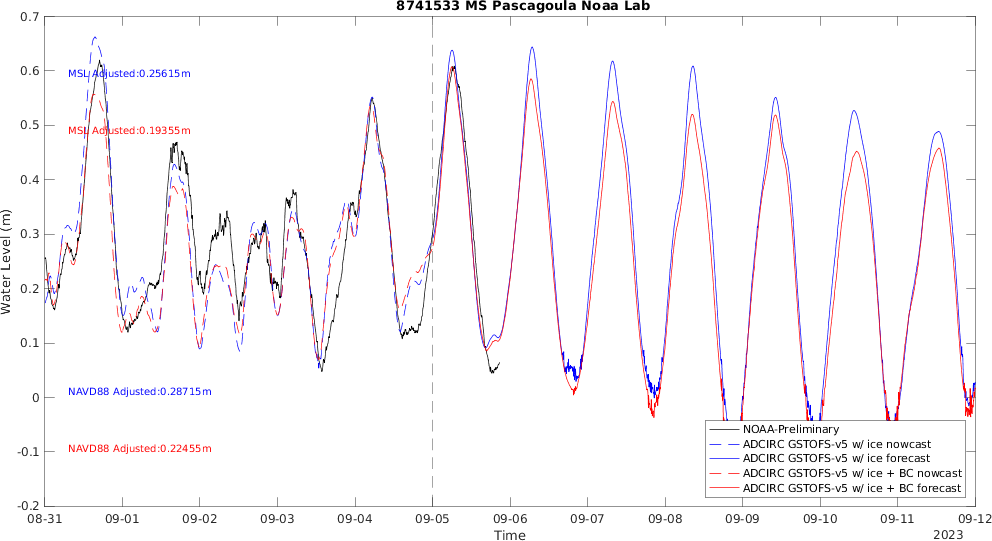 8741533 MS Pascagoula Noaa Lab
0.7
0.6
0.5
0.4
0.3
0.2
0.1
0
-0.1
-0.2
Water Level (m)
MSL Adjusted:0.25615m
MSL Adjusted:0.19355m
NAVD88 Adjusted:0.28715m
NAVD88 Adjusted:0.22455m
NOAA-Preliminary
ADCIRC GSTOFS-v5 w/ ice nowcast
ADCIRC GSTOFS-v5 w/ ice forecast
ADCIRC GSTOFS-v5 w/ ice + BC nowcast
ADCIRC GSTOFS-v5 w/ ice + BC forecast
08-31 09-01 09-02 09-03 09-04 09-05 09-06 09-07 09-08 09-09 09-10 09-11 09-12
Time
2023